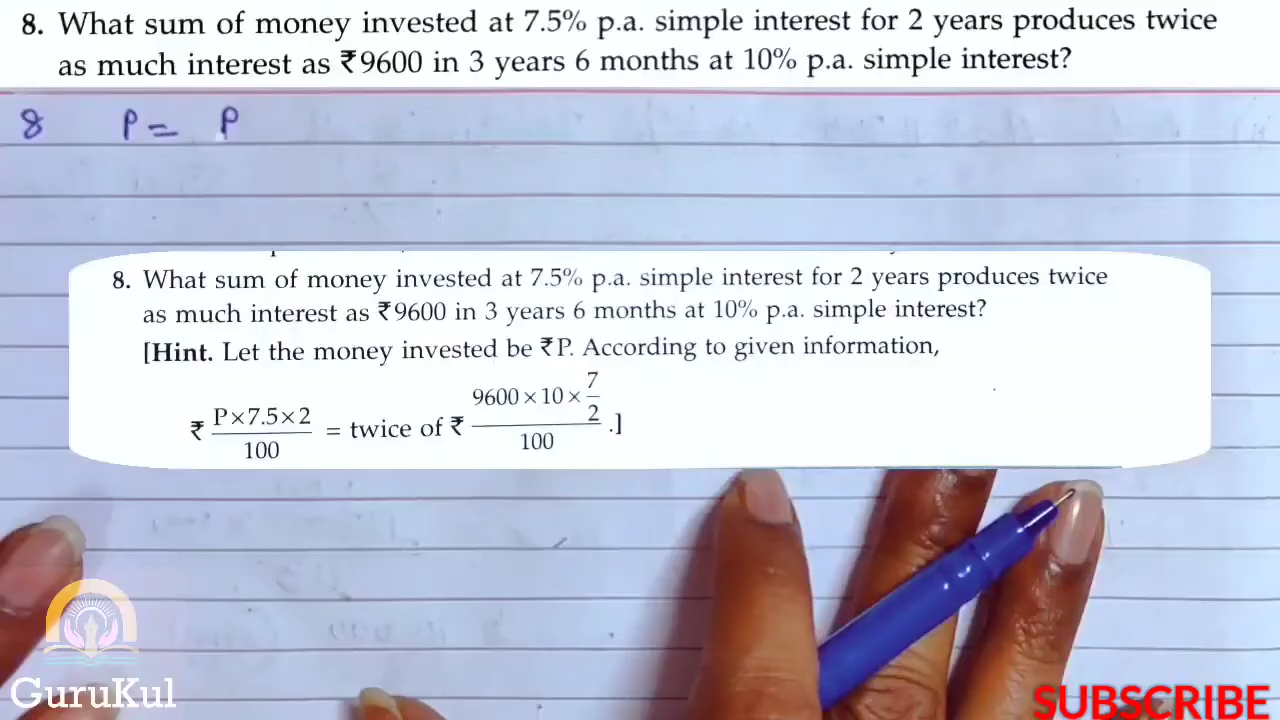 8. What sum of money invested at 7.5% p.a. simple interest for 2 years produces twice
as much interest as ₹9600 in 3 years 6 months at 10% p.a. simple interest?
8 P = P
8. What sum of money invested at 7.5% p.a. simple interest for 2 years produces twice
as much interest as ₹9600 in 3 years 6 months at 10% p.a. simple interest?
[Hint. Let the money invested be ₹P. According to given information,
₹ P×7.5×2/100 = twice of ₹ 9600×10×7/2/100 .]
GuruKul
SUBSCRIBE